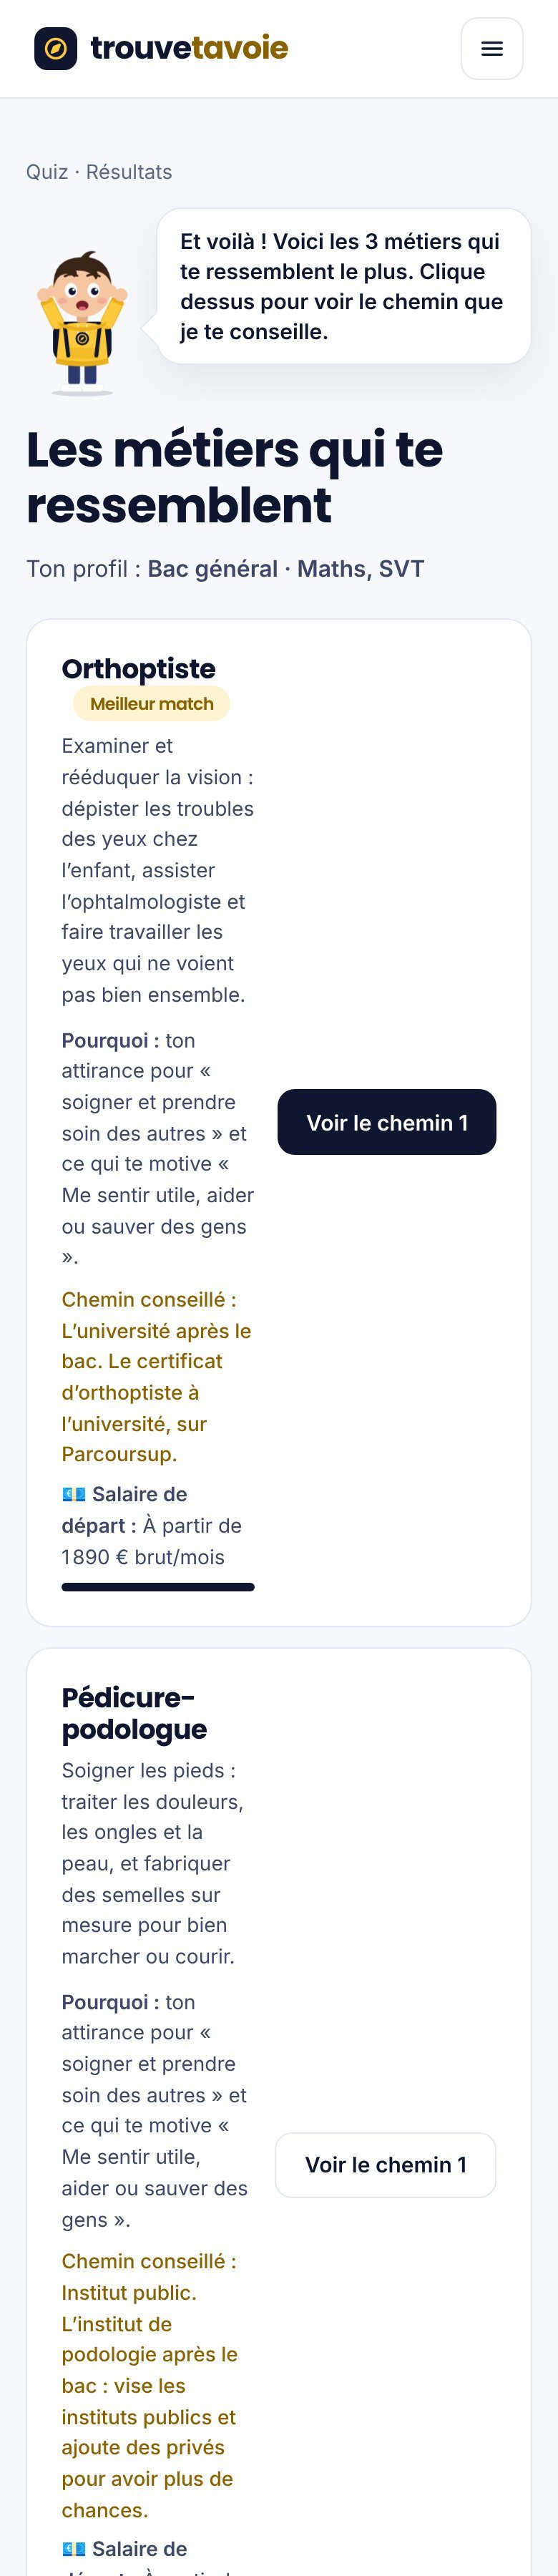 trouvetavoie
Quiz · Résultats
Et voilà ! Voici les 3 métiers qui
te ressemblent le plus. Clique
dessus pour voir le chemin que
je te conseille.
Les métiers qui te
ressemblent
Ton profil : Bac général · Maths, SVT
Orthoptiste
Meilleur match
Examiner et
rééduquer la vision :
dépister les troubles
des yeux chez
l’enfant, assister
l’ophtalmologiste et
faire travailler les
yeux qui ne voient
pas bien ensemble.
Pourquoi : ton
attirance pour «
soigner et prendre
soin des autres » et
ce qui te motive «
Me sentir utile, aider
ou sauver des gens
».
Chemin conseillé :
L’université après le
bac. Le certificat
d’orthoptiste à
l’université, sur
Parcoursup.
💶 Salaire de
départ : À partir de
1 890 € brut/mois
Voir le chemin 1
Pédicure-
podologue
Soigner les pieds :
traiter les douleurs,
les ongles et la
peau, et fabriquer
des semelles sur
mesure pour bien
marcher ou courir.
Pourquoi : ton
attirance pour «
soigner et prendre
soin des autres » et
ce qui te motive «
Me sentir utile,
aider ou sauver des
gens ».
Chemin conseillé :
Institut public.
L’institut de
podologie après le
bac : vise les
instituts publics et
ajoute des privés
pour avoir plus de
chances.
💶 Salaire de
Voir le chemin 1